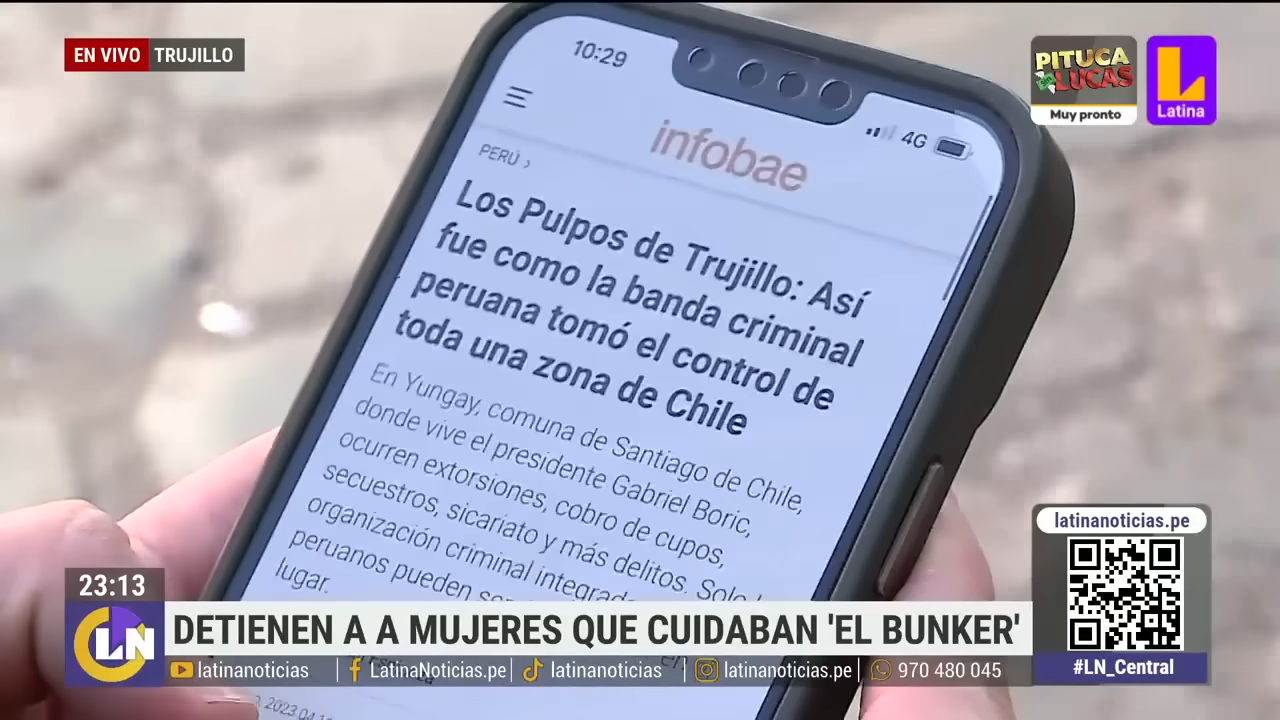 EN VIVO TRUJILLO
PITUCA
LUCAS
Muy pronto
Latina
10:29
4G
infobae
PERÚ >
Los Pulpos de Trujillo: Así
fue como la banda criminal
peruana tomó el control de
toda una zona de Chile
En Yungay, comuna de Santiago de Chile,
donde vive el presidente Gabriel Boric,
ocurren extorsiones, cobro de cupos,
secuestros, sicariato y más delitos. Solo
organización criminal
peruanos pueden
lugar.
latinanoticias.pe
23:13
LN
DETIENEN A A MUJERES QUE CUIDABAN 'EL BUNKER'
latinanoticias
LatinaNoticias.pe
latinanoticias
latinanoticias.pe
970 480 045
#LN_Central